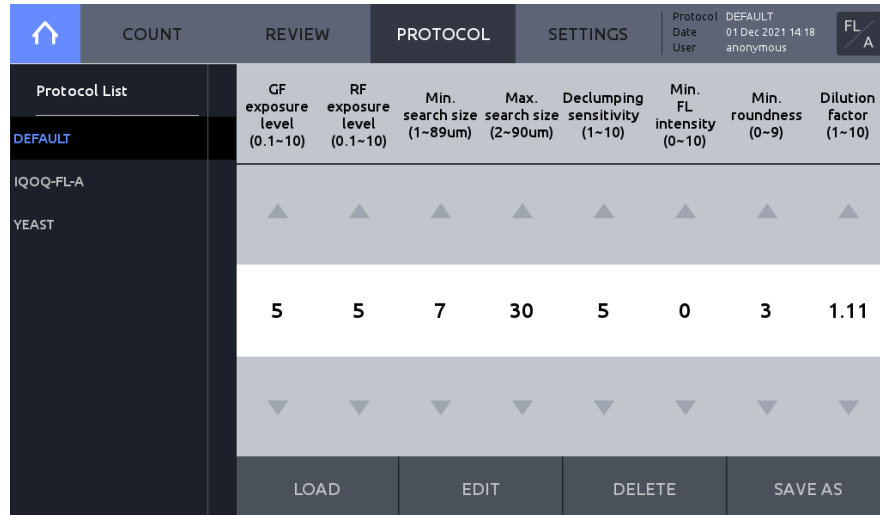 COUNT
REVIEW
PROTOCOL
SETTINGS
Protocol DEFAULT
Date 01 Dec 2021 14:18
User anonymous
FL/A
Protocol List
DEFAULT
IQOQ-FL-A
YEAST
GF
exposure
level
(0.1~10)
RF
exposure
level
(0.1~10)
Min.
search size
(1~89um)
Max.
search size
(2~90um)
Declumping
sensitivity
(1~10)
Min.
FL
intensity
(0~10)
Min.
roundness
(0~9)
Dilution
factor
(1~10)
5 5 7 30 5 0 3 1.11
LOAD
EDIT
DELETE
SAVE AS